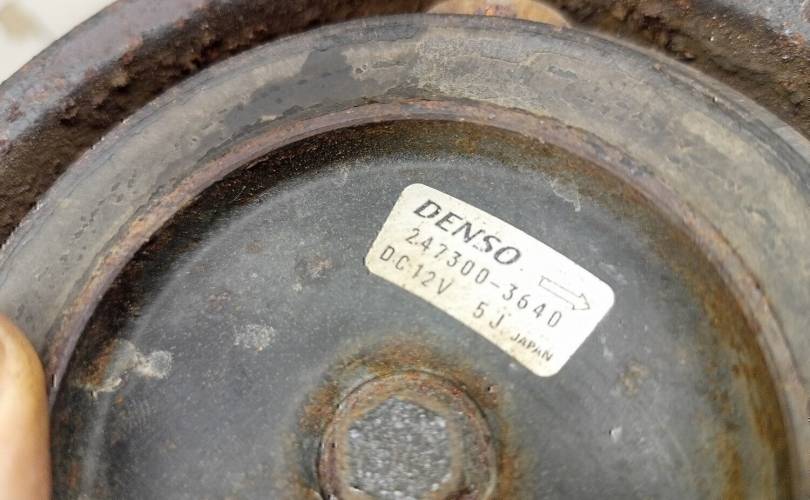 DENSO
247300-3640
DC12V 5J JAPAN